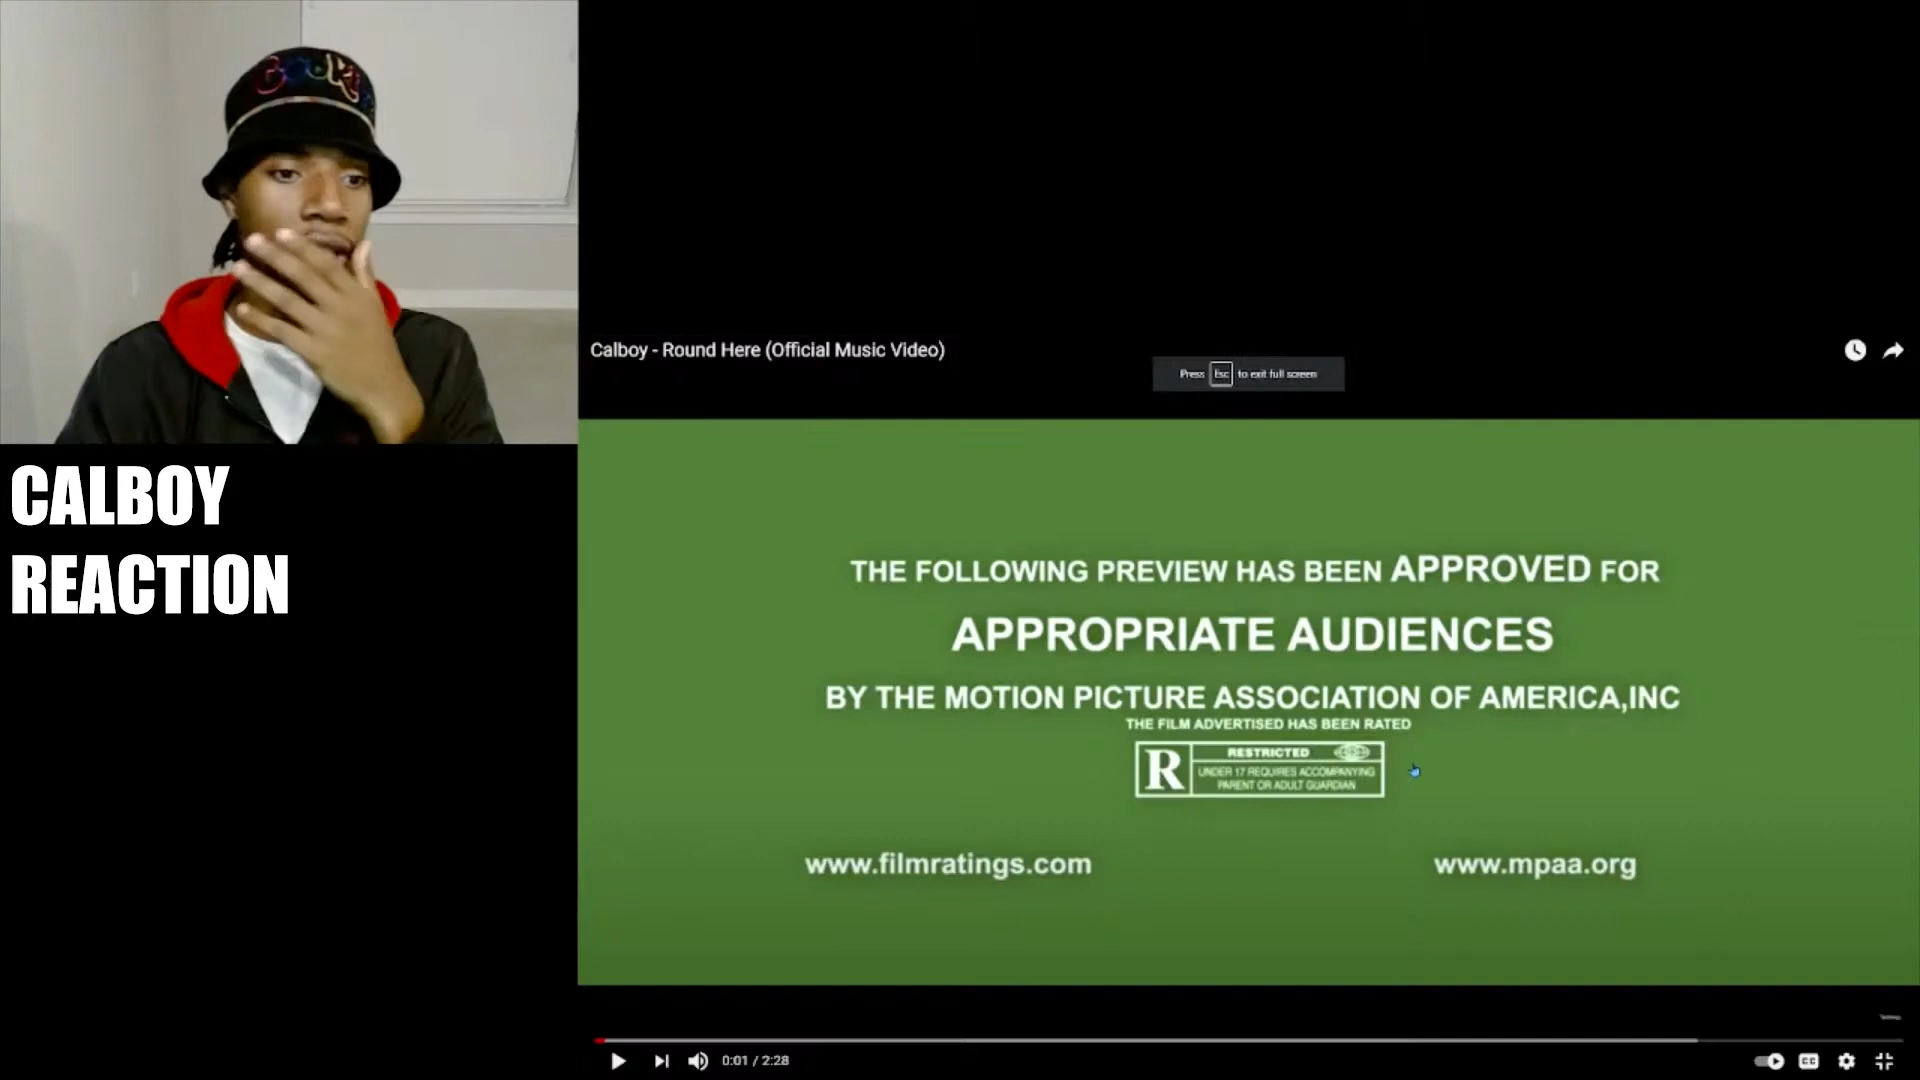 CALBOY
REACTION
Calboy - Round Here (Official Music Video)
Press Esc to exit full screen
THE FOLLOWING PREVIEW HAS BEEN APPROVED FOR
APPROPRIATE AUDIENCES
BY THE MOTION PICTURE ASSOCIATION OF AMERICA,INC
THE FILM ADVERTISED HAS BEEN RATED
R
RESTRICTED
UNDER 17 REQUIRES ACCOMPANYING
PARENT OR ADULT GUARDIAN
www.filmratings.com
www.mpaa.org
0:01 / 2:28
CC